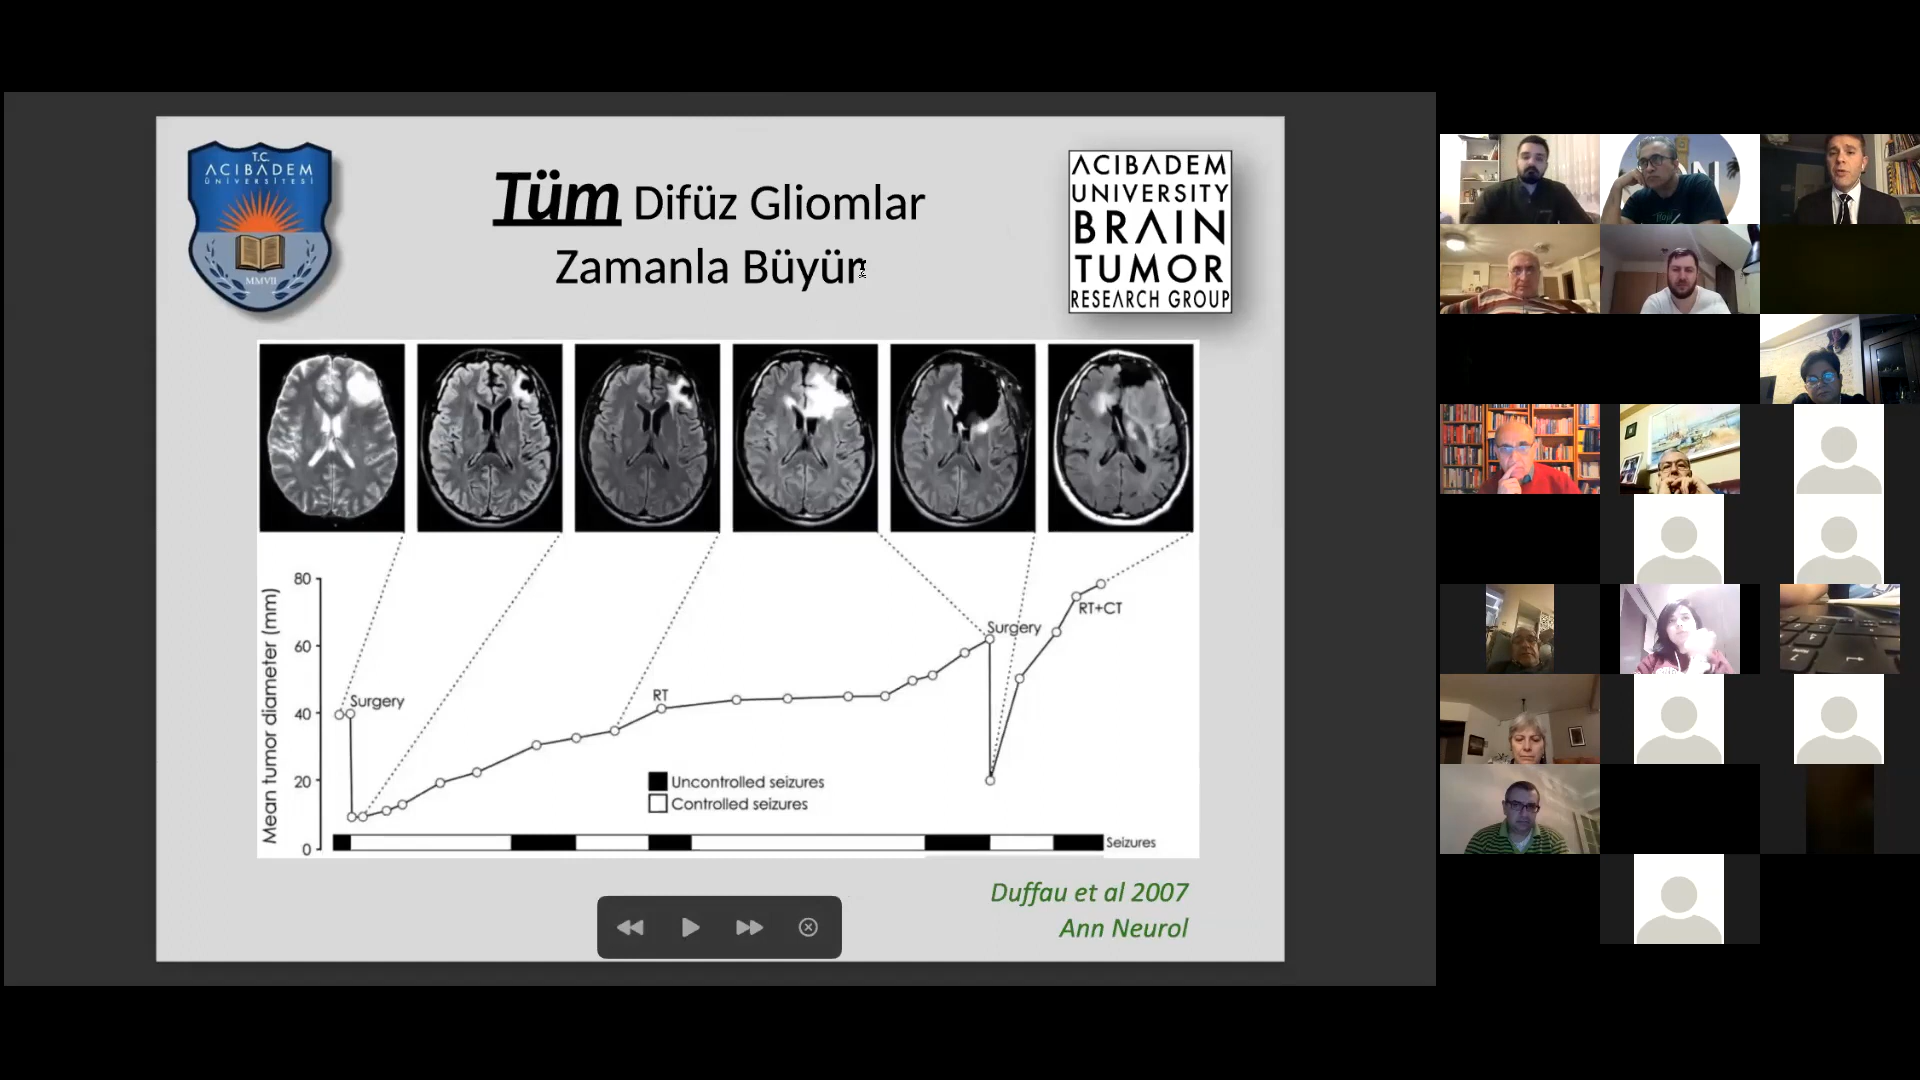 T.C.
ACIBADEM
ÜNİVERSİTESİ
MMVII
Tüm Difüz Gliomlar
Zamanla Büyür
ACIBADEM
UNIVERSITY
BRAIN
TUMOR
RESEARCH GROUP
Mean tumor diameter (mm)
80
60
40
20
0
Surgery
RT
Surgery
RT+CT
Uncontrolled seizures
Controlled seizures
Seizures
Duffau et al 2007
Ann Neurol